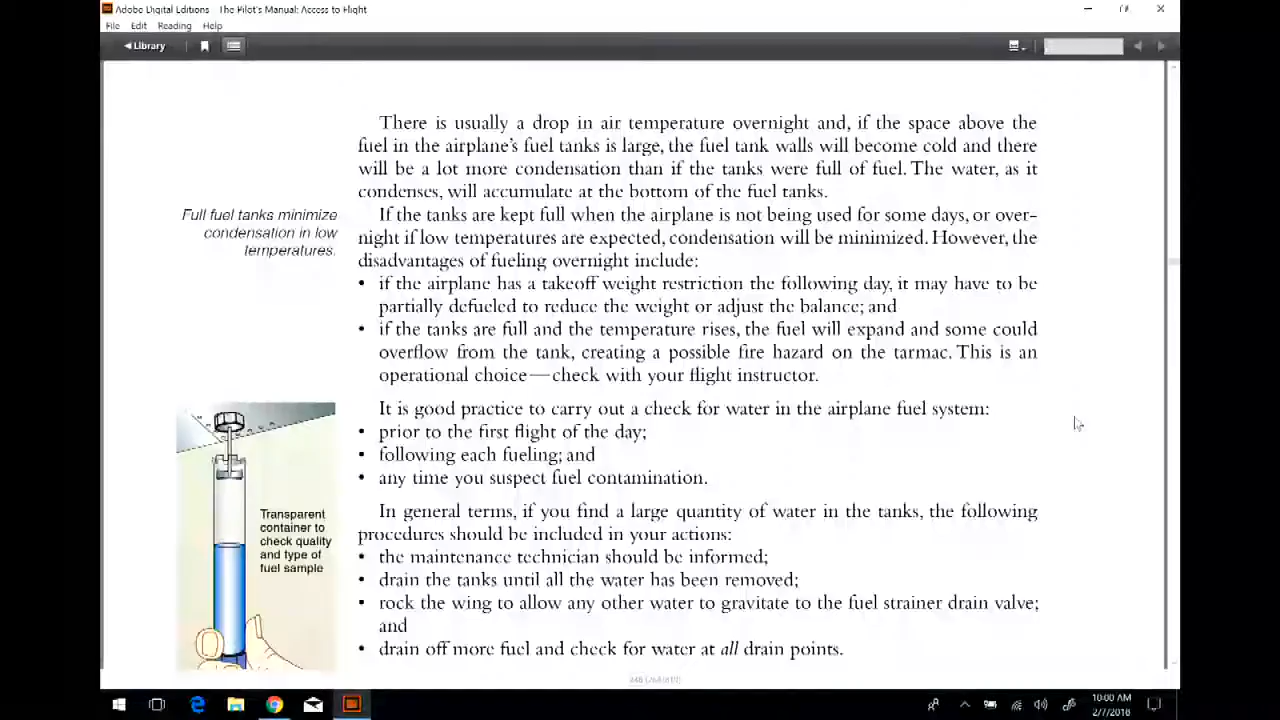 Adobe Digital Editions - The Pilot's Manual: Access to Flight
File Edit Reading Help
Library
There is usually a drop in air temperature overnight and, if the space above the
fuel in the airplane's fuel tanks is large, the fuel tank walls will become cold and there
will be a lot more condensation than if the tanks were full of fuel. The water, as it
condenses, will accumulate at the bottom of the fuel tanks.
Full fuel tanks minimize
condensation in low
temperatures.
If the tanks are kept full when the airplane is not being used for some days, or over-
night if low temperatures are expected, condensation will be minimized. However, the
disadvantages of fueling overnight include:
• if the airplane has a takeoff weight restriction the following day, it may have to be
partially defueled to reduce the weight or adjust the balance; and
• if the tanks are full and the temperature rises, the fuel will expand and some could
overflow from the tank, creating a possible fire hazard on the tarmac. This is an
operational choice—check with your flight instructor.
It is good practice to carry out a check for water in the airplane fuel system:
• prior to the first flight of the day;
• following each fueling; and
• any time you suspect fuel contamination.
Transparent
container to
check quality
and type of
fuel sample
In general terms, if you find a large quantity of water in the tanks, the following
procedures should be included in your actions:
• the maintenance technician should be informed;
• drain the tanks until all the water has been removed;
• rock the wing to allow any other water to gravitate to the fuel strainer drain valve;
and
• drain off more fuel and check for water at all drain points.
10:00 AM
2/7/2018